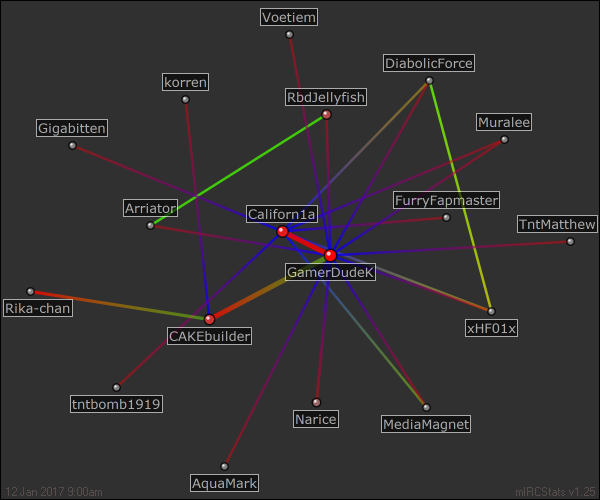 Voetiem
DiabolicForce
korren
RbdJellyfish
Muralee
Gigabitten
FurryFapmaster
Arriator
Californ1a
TntMatthew
GamerDudeK
Rika-chan
xHF01x
CAKEbuilder
tntbomb1919
Narice
MediaMagnet
AquaMark
12 Jan 2017 9:00am
mIRCStats v1.25